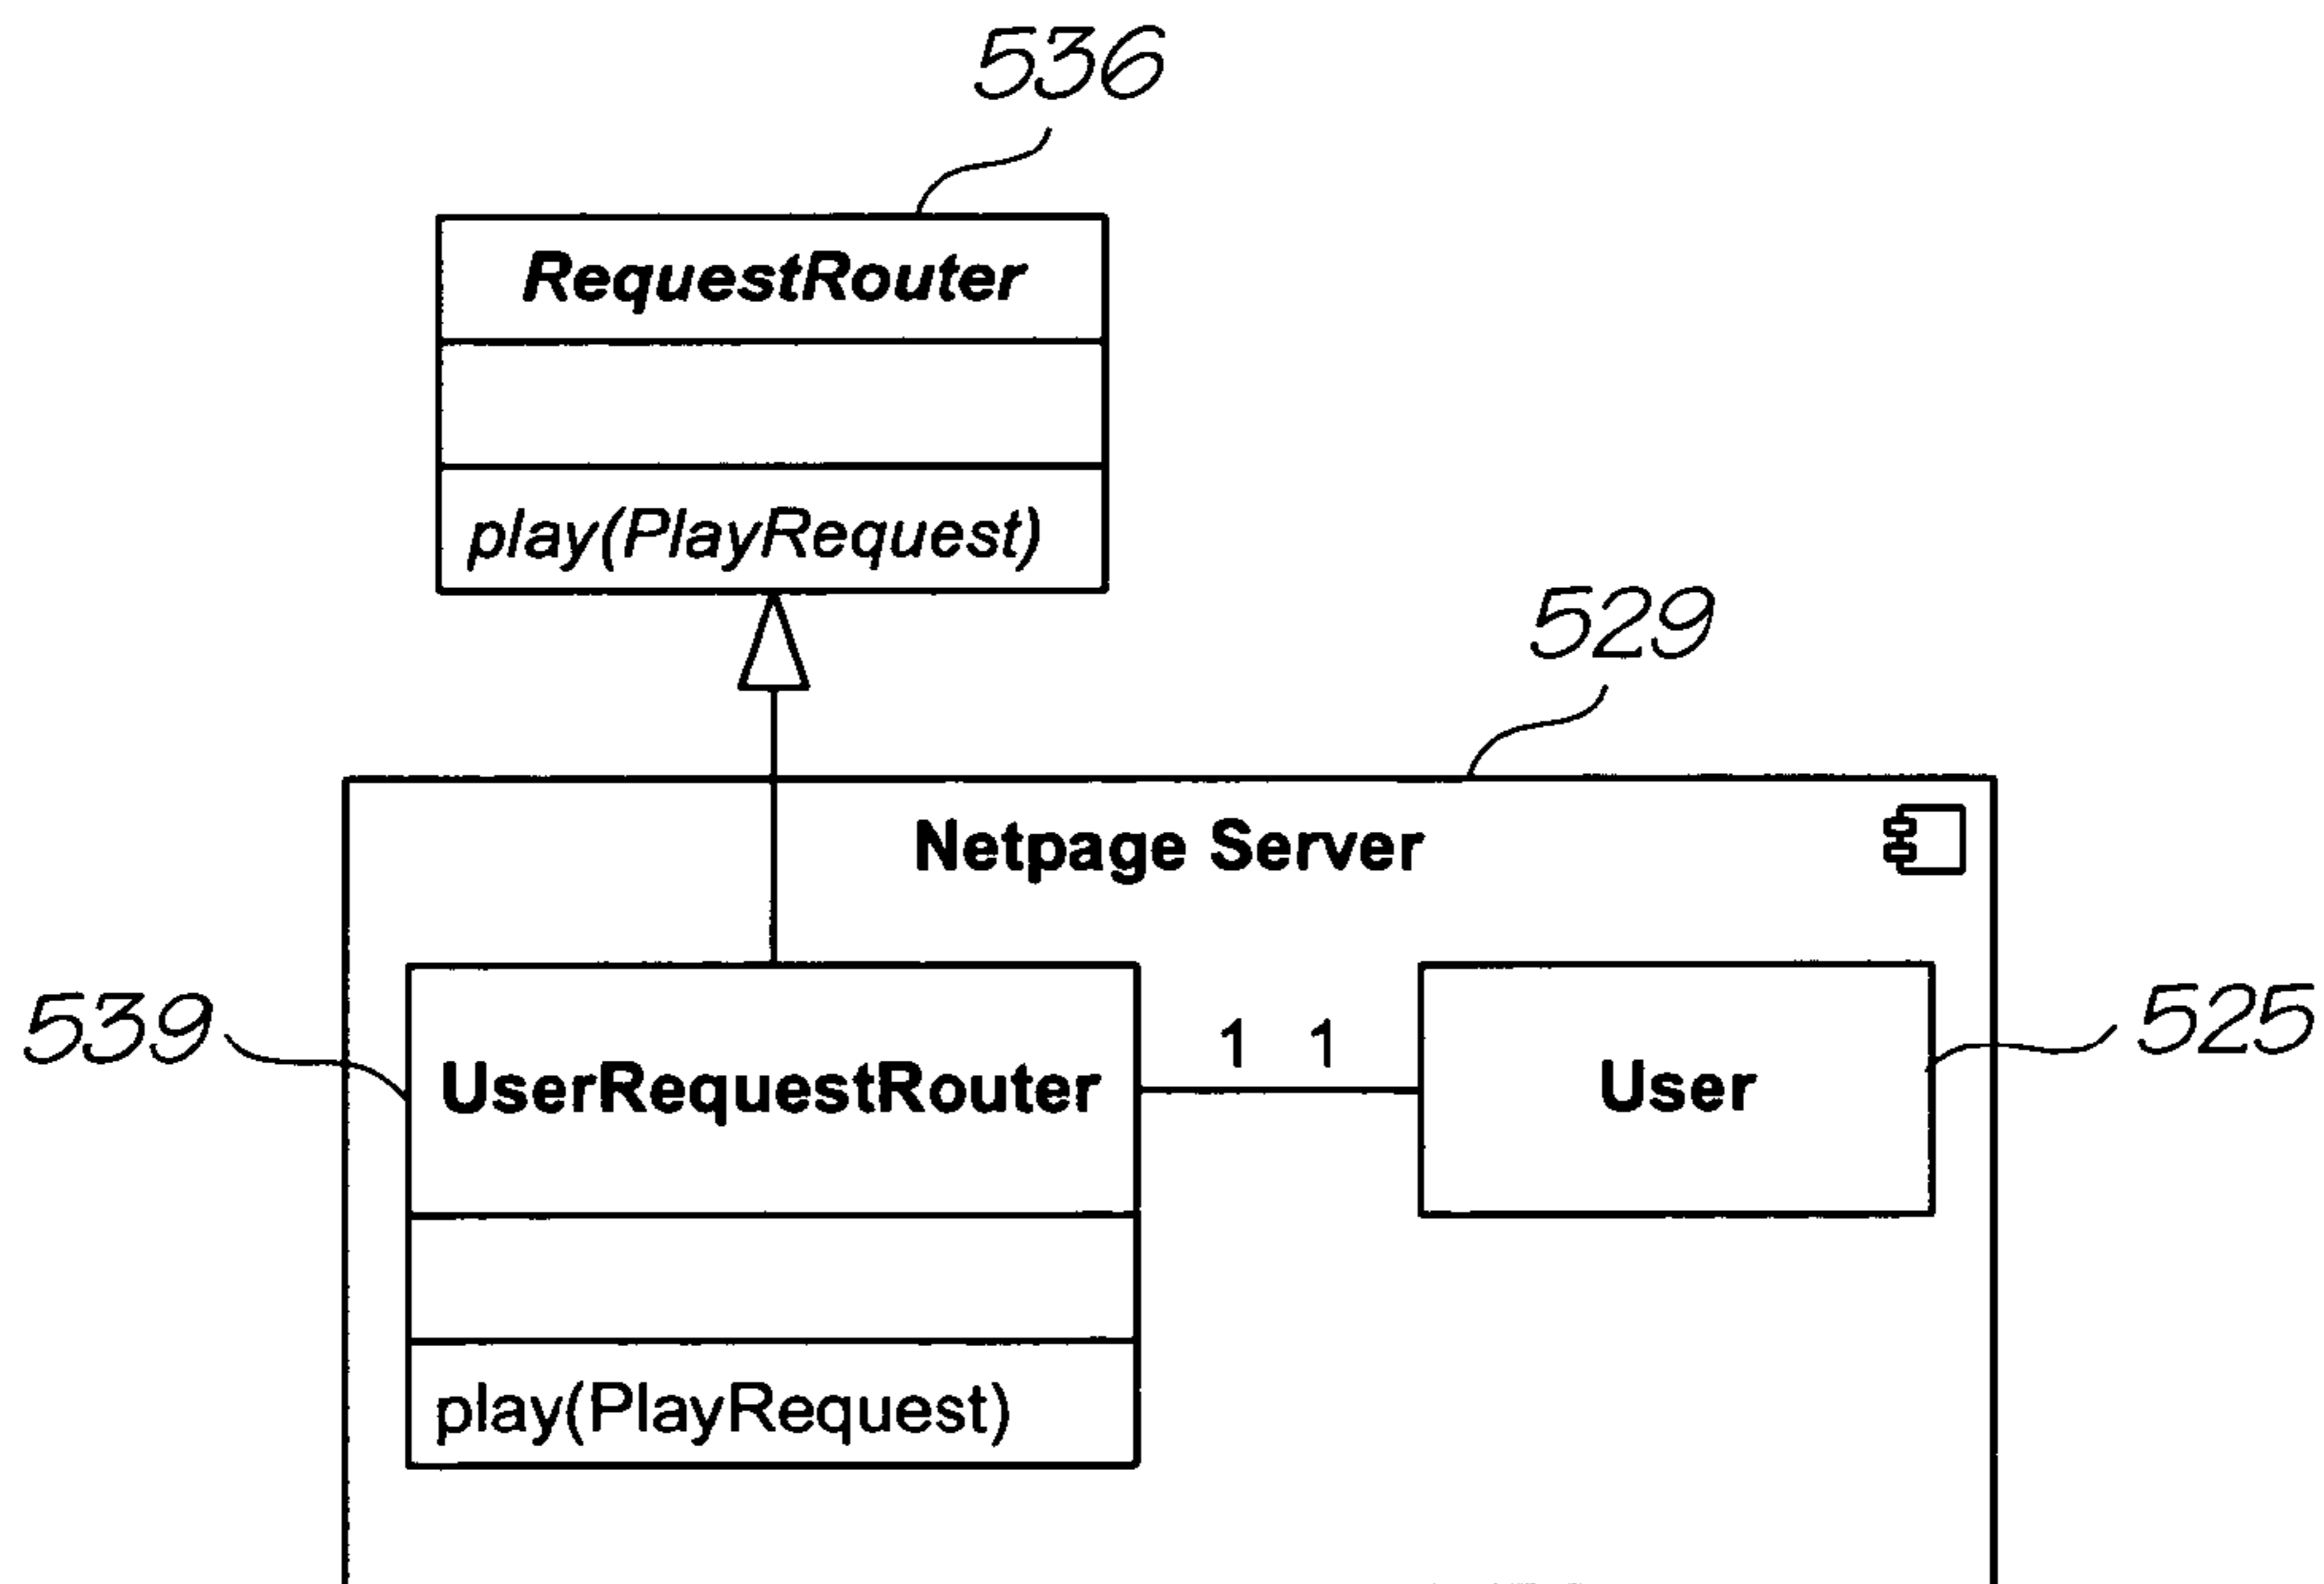 536
RequestRouter
play(PlayRequest)
529
Netpage Server
539
UserRequestRouter
1 1
User
525
play(PlayRequest)